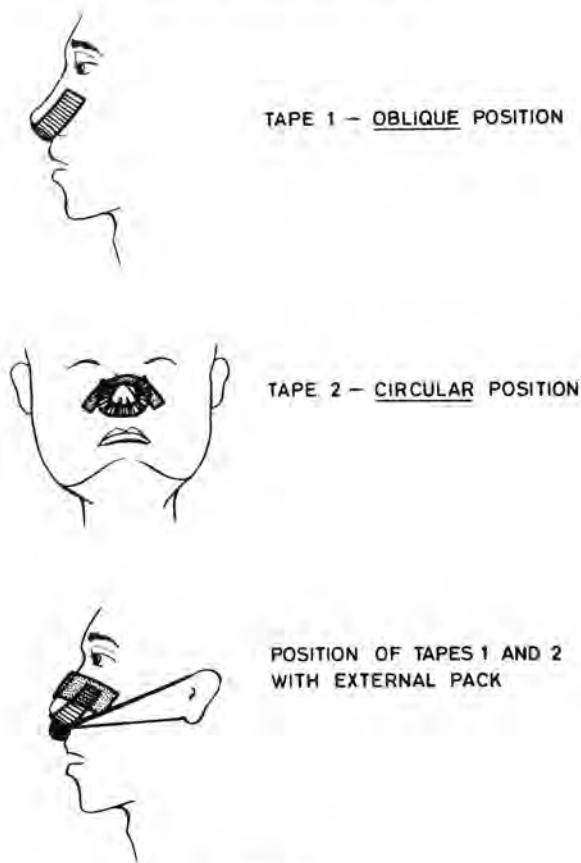 TAPE 1 – OBLIQUE POSITION
TAPE 2 – CIRCULAR POSITION
POSITION OF TAPES 1 AND 2
WITH EXTERNAL PACK